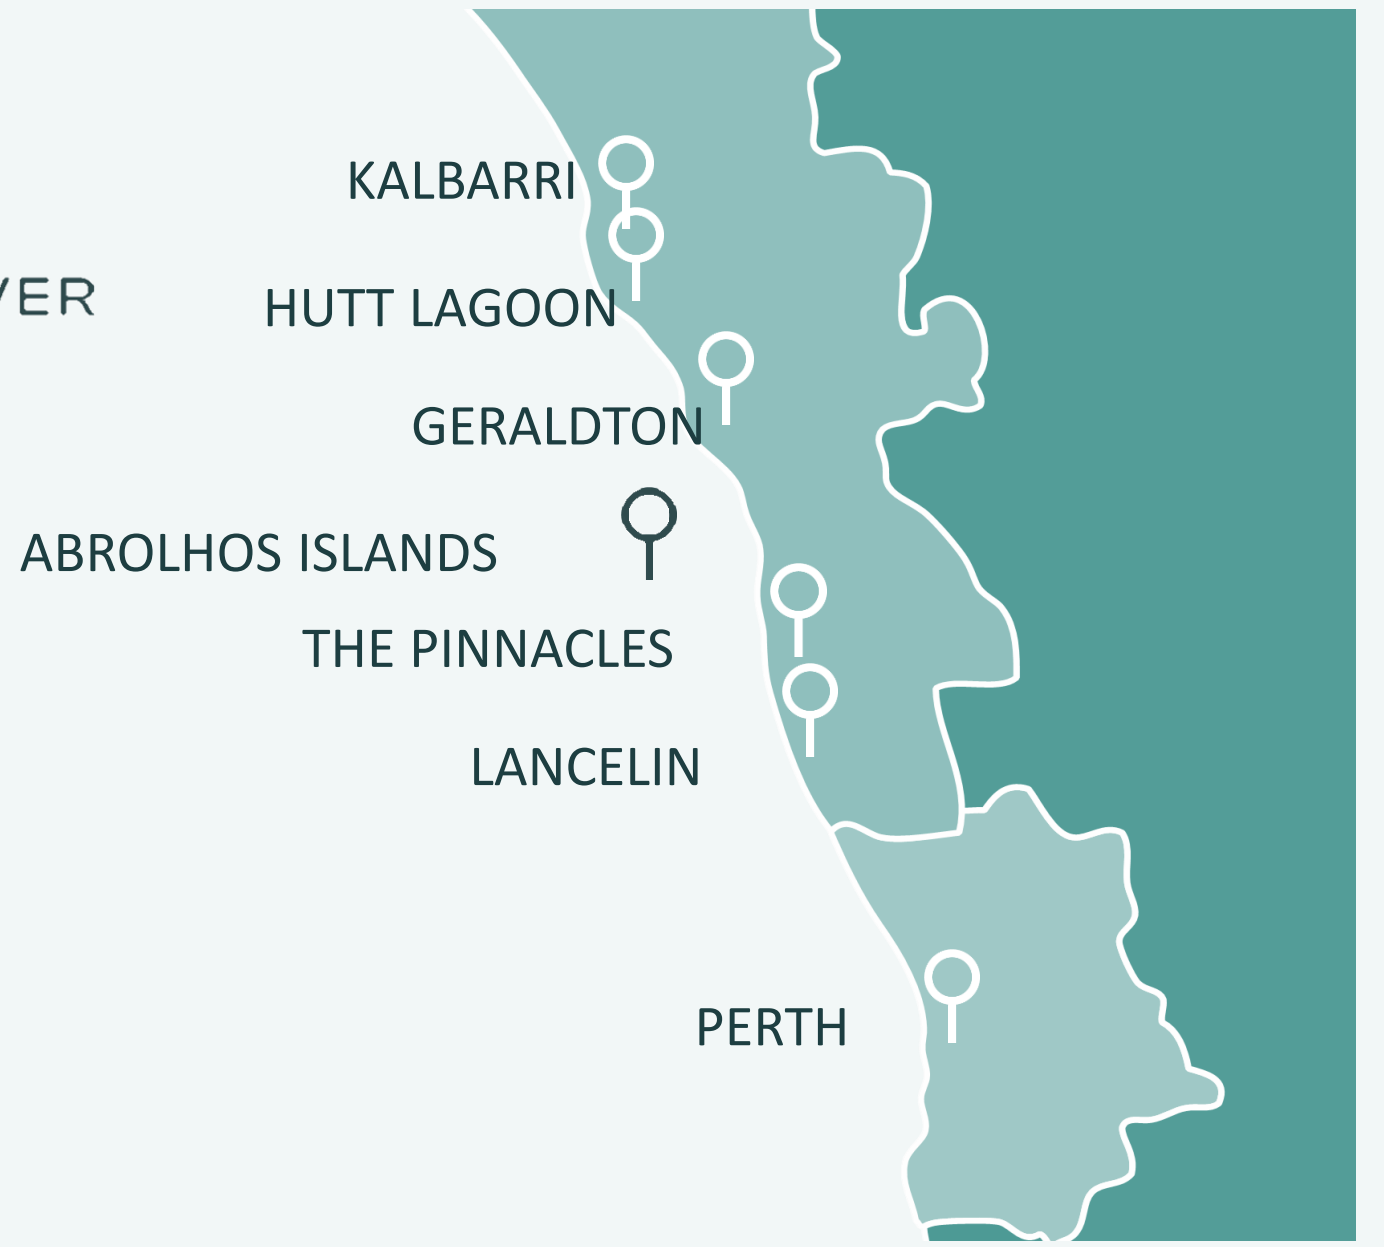 KALBARRI
HUTT LAGOON
GERALDTON
ABROLHOS ISLANDS
THE PINNACLES
LANCELIN
PERTH